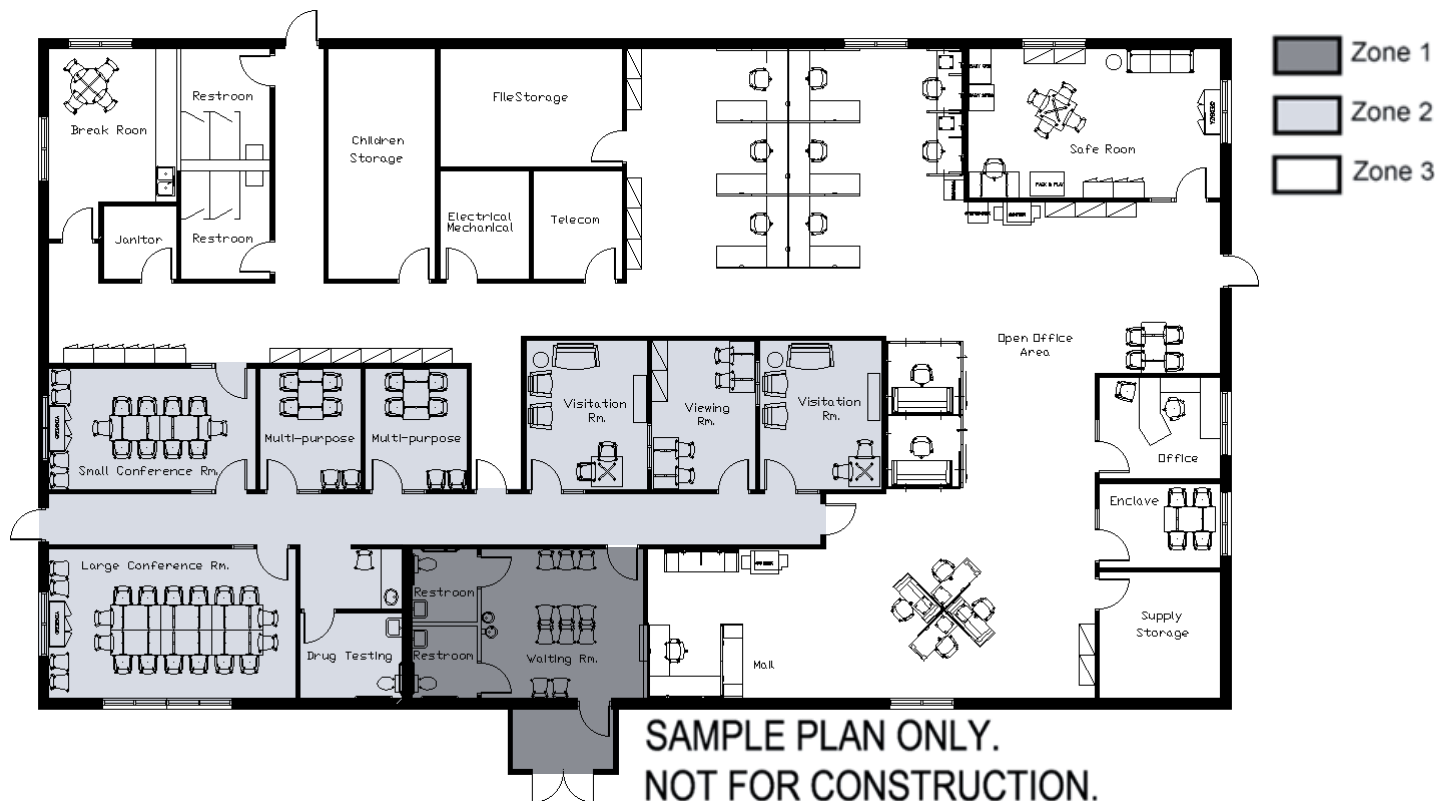 Zone 1
Zone 2
Zone 3
Restroom
File Storage
Break Room
Children
Storage
Safe Room
Electrical
Mechanical
Telecom
Janitor
Restroom
Open Office
Area
Visitation
Rm.
Viewing
Rm.
Visitation
Rm.
Multi-purpose
Multi-purpose
Small Conference Rm.
Office
Enclave
Large Conference Rm.
Restroom
Supply
Storage
Drug Testing
Restroom
Waiting Rm.
Mail
SAMPLE PLAN ONLY.
NOT FOR CONSTRUCTION.